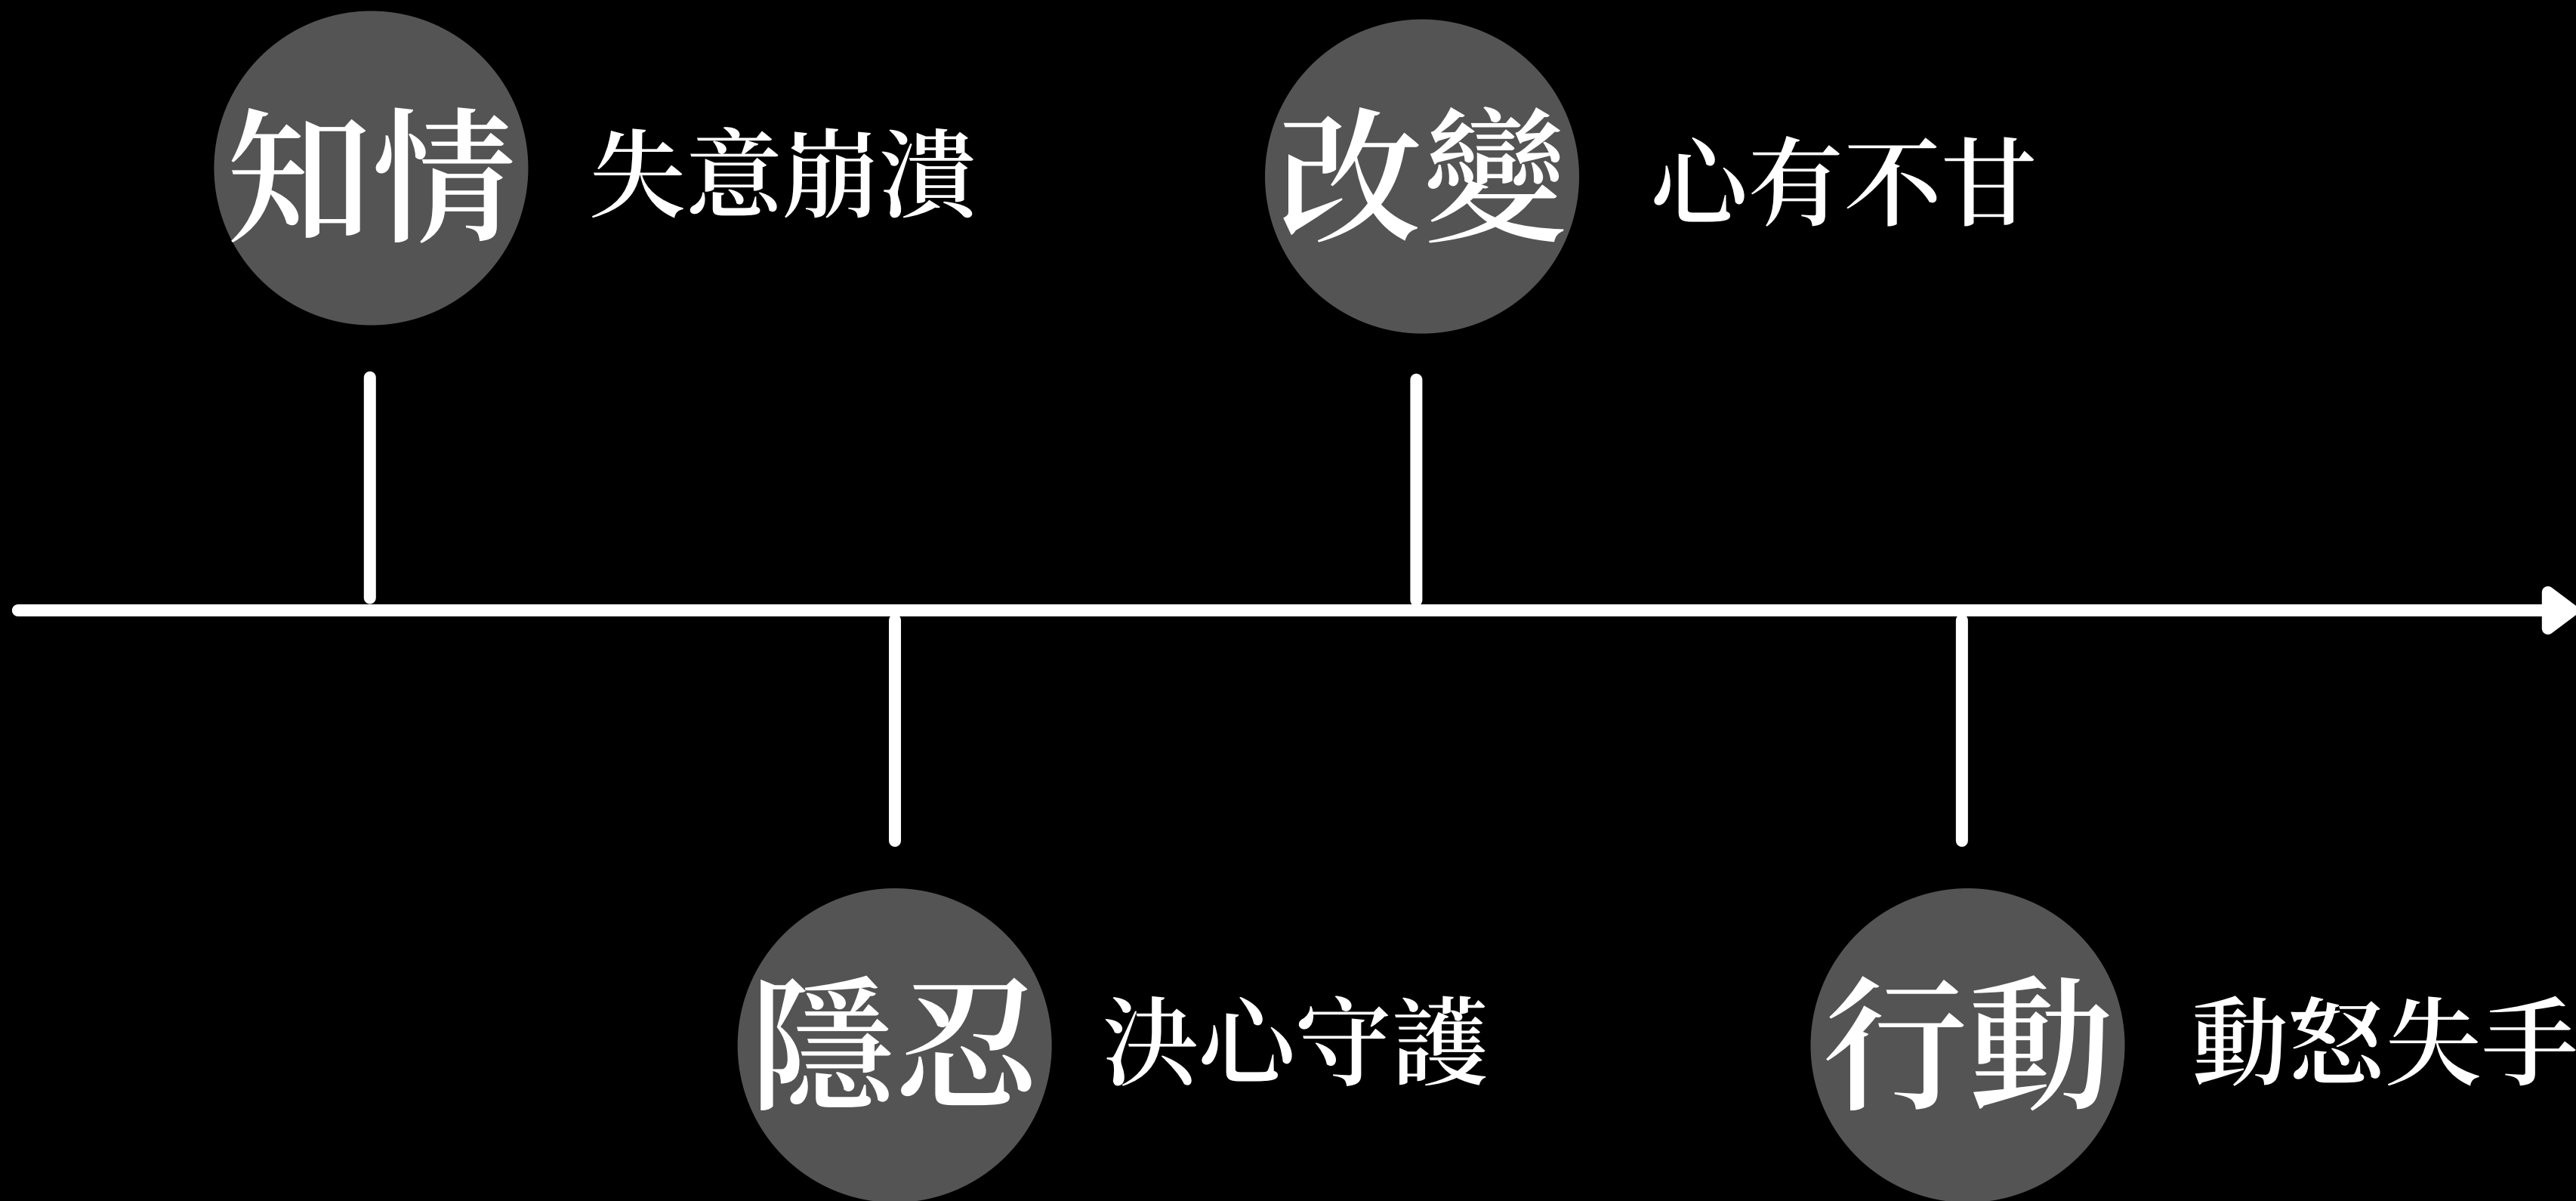 知情
失意崩潰
改變
心有不甘
隱忍
決心守護
行動
動怒失手